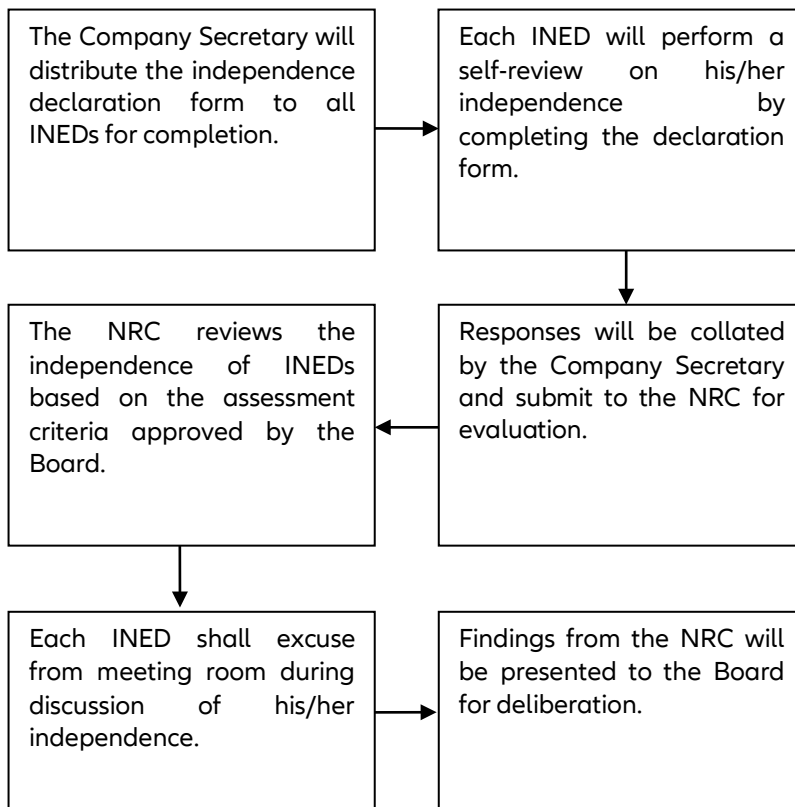 The Company Secretary will
distribute the independence
declaration form to all
INEDs for completion.
Each INED will perform a
self-review on his/her
independence by
completing the declaration
form.
Responses will be collated
by the Company Secretary
and submit to the NRC for
evaluation.
The NRC reviews the
independence of INEDs
based on the assessment
criteria approved by the
Board.
Each INED shall excuse
from meeting room during
discussion of his/her
independence.
Findings from the NRC will
be presented to the Board
for deliberation.